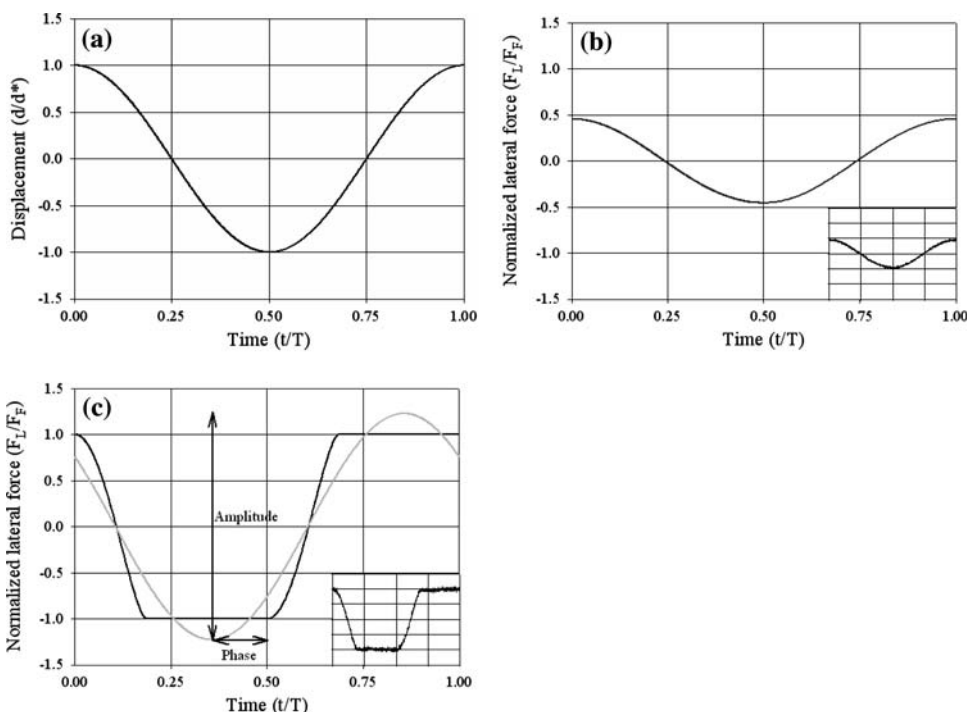 (a)
Displacement (d/d*)
1.5
1.0
0.5
0.0
-0.5
-1.0
-1.5
0.00 0.25 0.50 0.75 1.00
Time (t/T)
(b)
Normalized lateral force (F_L/F_F)
1.5
1.0
0.5
0.0
-0.5
-1.0
-1.5
0.00 0.25 0.50 0.75 1.00
Time (t/T)
(c)
Normalized lateral force (F_L/F_F)
1.5
1.0
0.5
0.0
-0.5
-1.0
-1.5
Amplitude
Phase
0.00 0.25 0.50 0.75 1.00
Time (t/T)